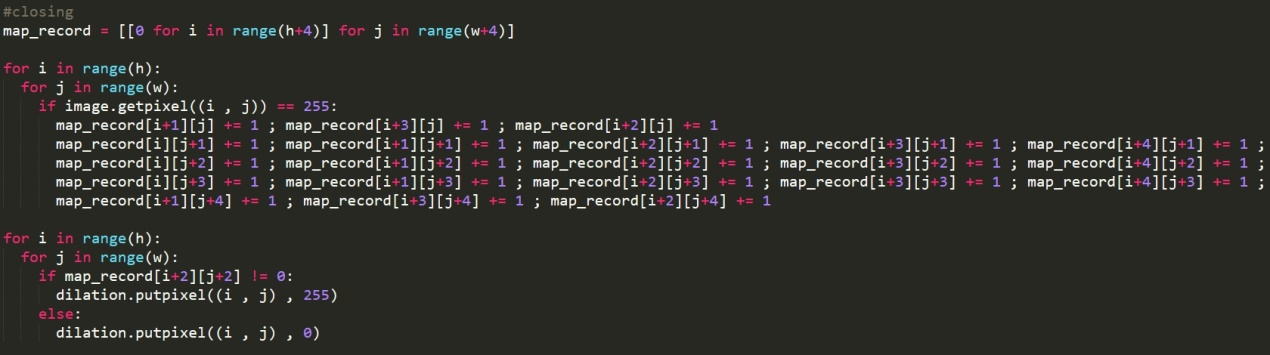 #closing
map_record = [[0 for i in range(h+4)] for j in range(w+4)]

for i in range(h):
  for j in range(w):
    if image.getpixel((i , j)) == 255:
      map_record[i+1][j] += 1 ; map_record[i+3][j] += 1 ; map_record[i+2][j] += 1
      map_record[i][j+1] += 1 ; map_record[i+1][j+1] += 1 ; map_record[i+2][j+1] += 1 ; map_record[i+3][j+1] += 1 ; map_record[i+4][j+1] += 1 ;
      map_record[i][j+2] += 1 ; map_record[i+1][j+2] += 1 ; map_record[i+2][j+2] += 1 ; map_record[i+3][j+2] += 1 ; map_record[i+4][j+2] += 1 ;
      map_record[i][j+3] += 1 ; map_record[i+1][j+3] += 1 ; map_record[i+2][j+3] += 1 ; map_record[i+3][j+3] += 1 ; map_record[i+4][j+3] += 1 ;
      map_record[i+1][j+4] += 1 ; map_record[i+3][j+4] += 1 ; map_record[i+2][j+4] += 1

for i in range(h):
  for j in range(w):
    if map_record[i+2][j+2] != 0:
      dilation.putpixel((i , j) , 255)
    else:
      dilation.putpixel((i , j) , 0)